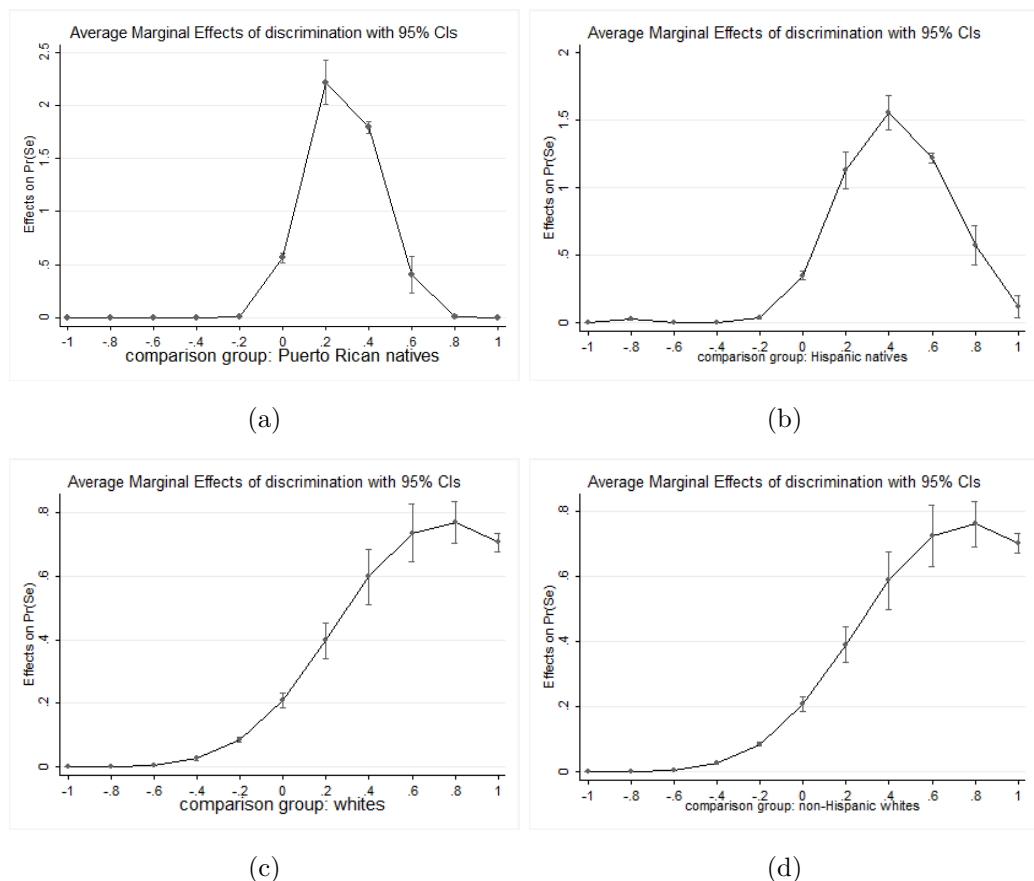 Average Marginal Effects of discrimination with 95% CIs
Effects on Pr(Se)
2.5
2
1.5
1
.5
0
-1 -.8 -.6 -.4 -.2 0 .2 .4 .6 .8 1
comparison group: Puerto Rican natives
(a)
Average Marginal Effects of discrimination with 95% CIs
Effects on Pr(Se)
2
1.5
1
.5
0
-1 -.8 -.6 -.4 -.2 0 .2 .4 .6 .8 1
comparison group: Hispanic natives
(b)
Average Marginal Effects of discrimination with 95% CIs
Effects on Pr(Se)
.8
.6
.4
.2
0
-1 -.8 -.6 -.4 -.2 0 .2 .4 .6 .8 1
comparison group: whites
(c)
Average Marginal Effects of discrimination with 95% CIs
Effects on Pr(Se)
.8
.6
.4
.2
0
-1 -.8 -.6 -.4 -.2 0 .2 .4 .6 .8 1
comparison group: non-Hispanic whites
(d)